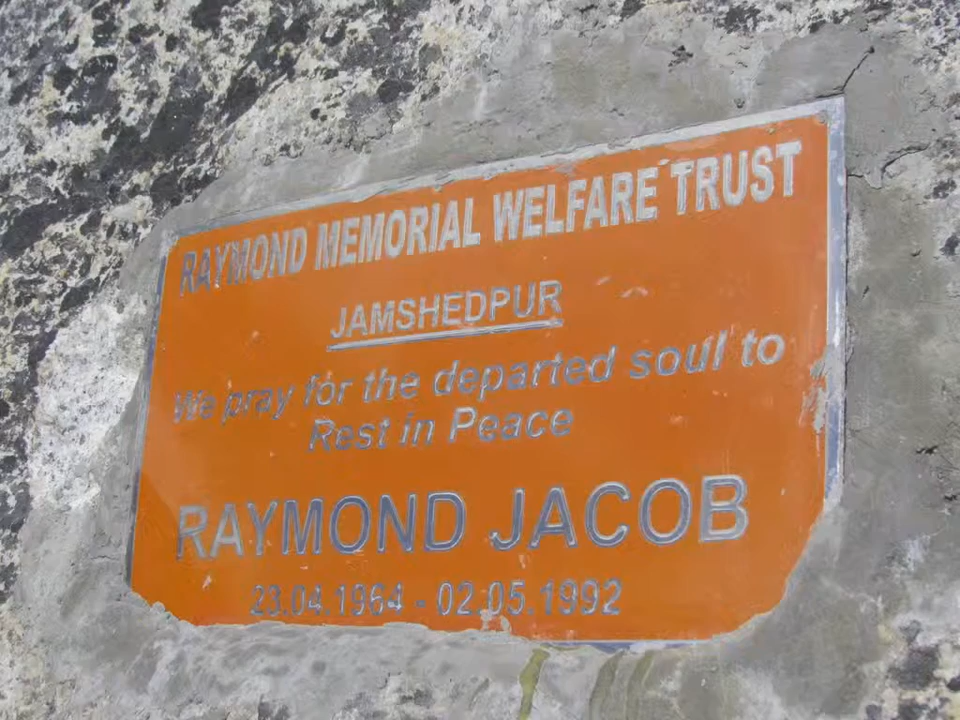 RAYMOND MEMORIAL WELFARE TRUST
JAMSHEDPUR
We pray for the departed soul to
Rest in Peace
RAYMOND JACOB
23.04.1964 - 02.05.1992